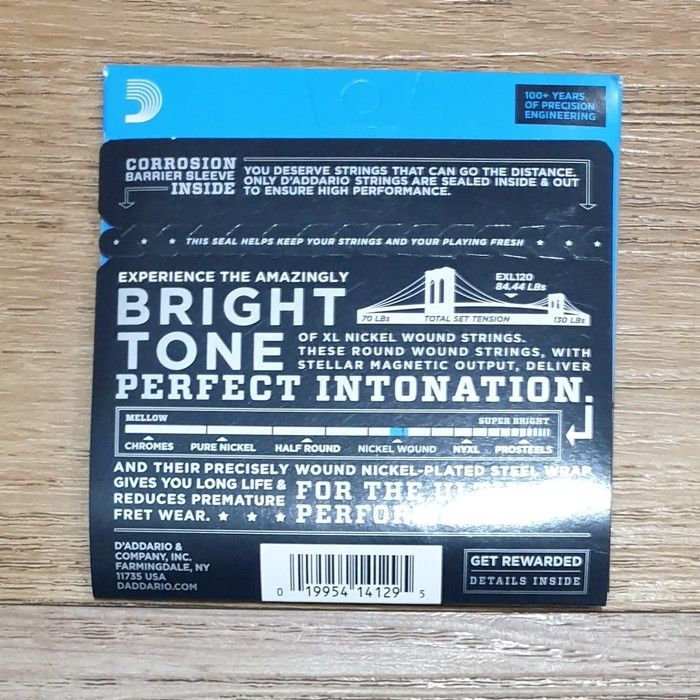 100+ YEARS
OF PRECISION
ENGINEERING
CORROSION
BARRIER SLEEVE
INSIDE
YOU DESERVE STRINGS THAT CAN GO THE DISTANCE.
ONLY D'ADDARIO STRINGS ARE SEALED INSIDE & OUT
TO ENSURE HIGH PERFORMANCE.
THIS SEAL HELPS KEEP YOUR STRINGS AND YOUR PLAYING FRESH
EXPERIENCE THE AMAZINGLY
BRIGHT
TONE
EXL120
84.44 LBs
70 LBs TOTAL SET TENSION 130 LBs
OF XL NICKEL WOUND STRINGS.
THESE ROUND WOUND STRINGS, WITH
STELLAR MAGNETIC OUTPUT, DELIVER
PERFECT INTONATION.
MELLOW SUPER BRIGHT
CHROMES PURE NICKEL HALF ROUND NICKEL WOUND NYXL PROSTEELS
AND THEIR PRECISELY WOUND NICKEL-PLATED STEEL WRAP
GIVES YOU LONG LIFE &
REDUCES PREMATURE
FRET WEAR.
FOR THE
D'ADDARIO &
COMPANY, INC.
FARMINGDALE, NY
11735 USA
DADDARIO.COM
0 19954 14129 5
GET REWARDED
DETAILS INSIDE